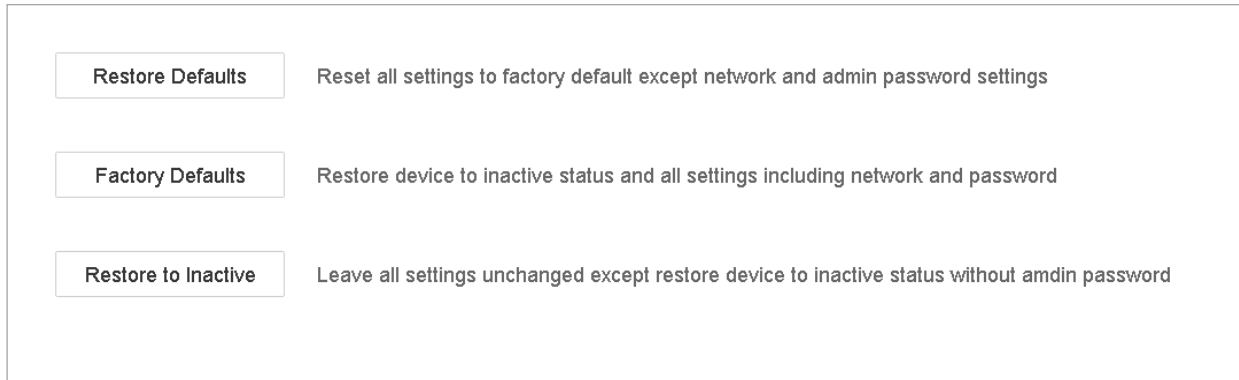 Restore Defaults Reset all settings to factory default except network and admin password settings
Factory Defaults Restore device to inactive status and all settings including network and password
Restore to Inactive Leave all settings unchanged except restore device to inactive status without amdin password